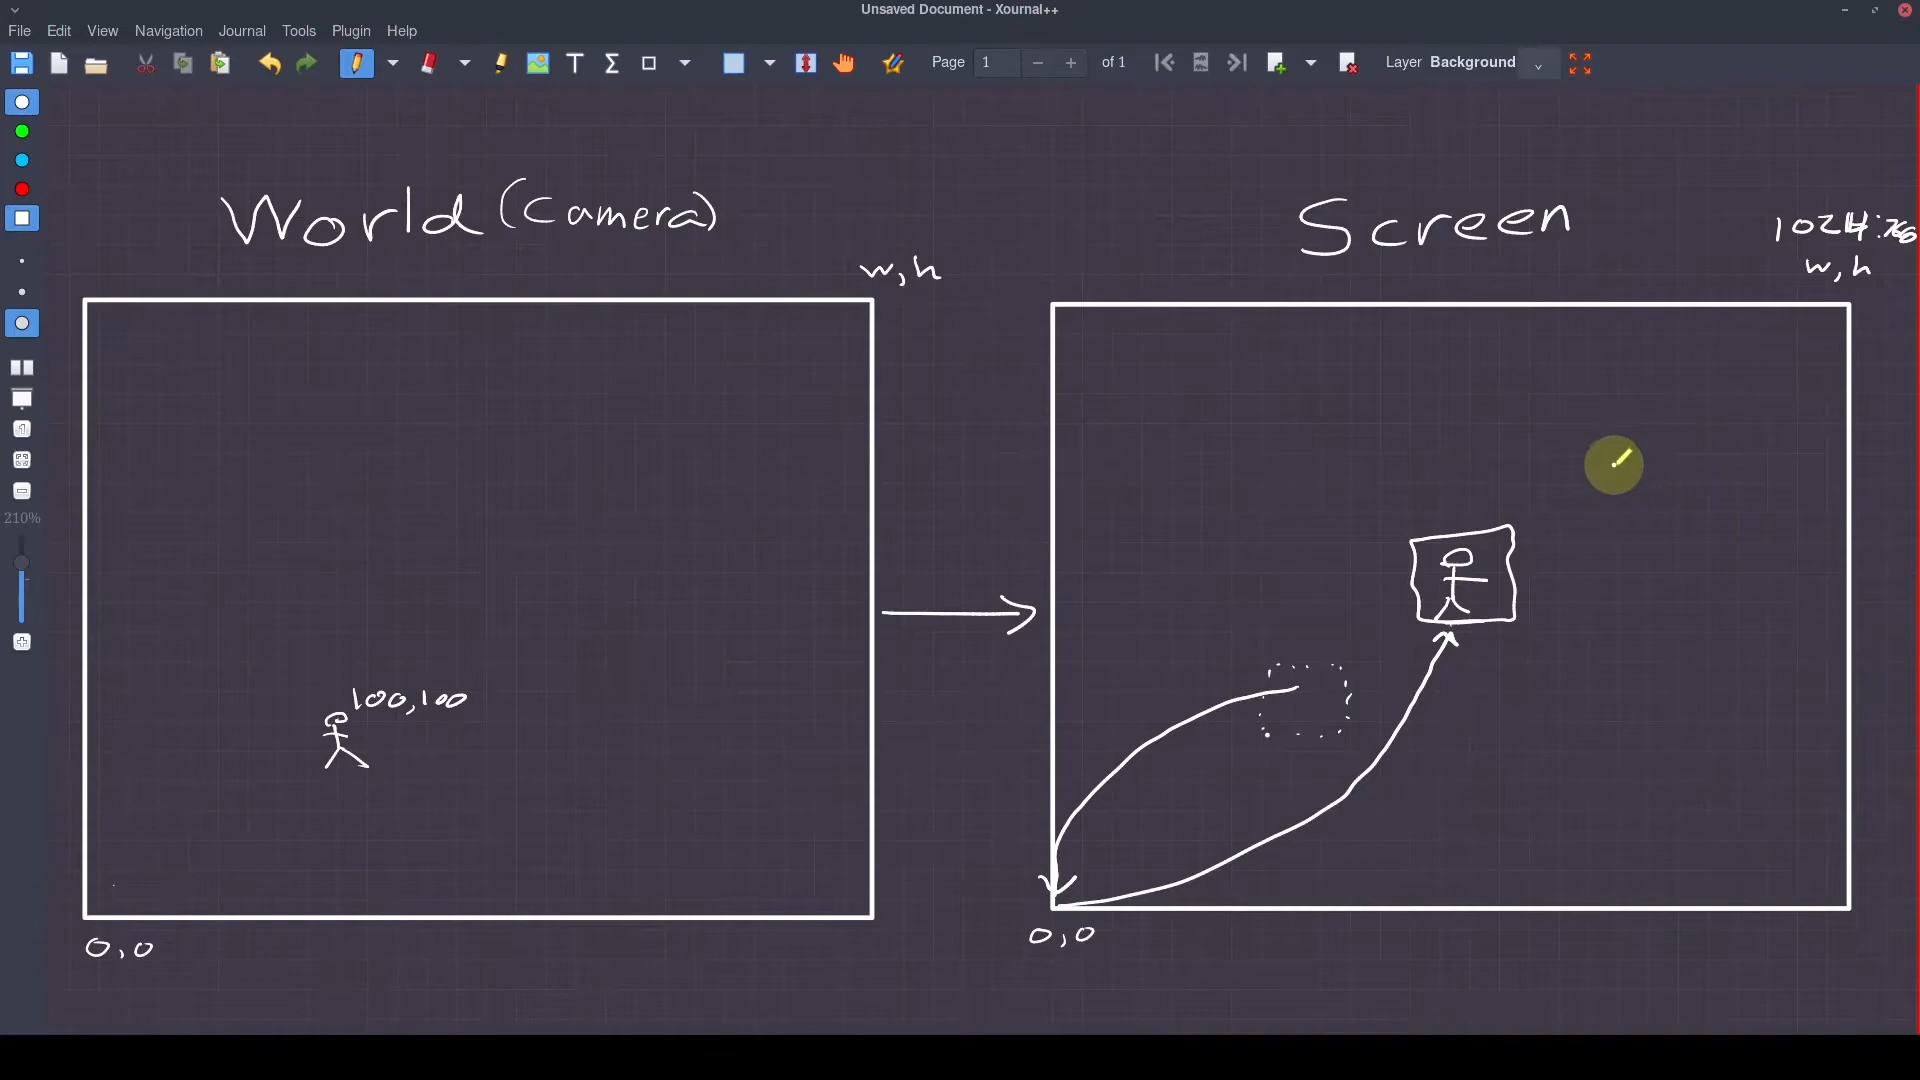 Unsaved Document - Xournal++
File Edit View Navigation Journal Tools Plugin Help
Page 1 of 1 Layer Background
210%
World (Camera)
w,h
Screen
w,h
100,100
0,0
0,0